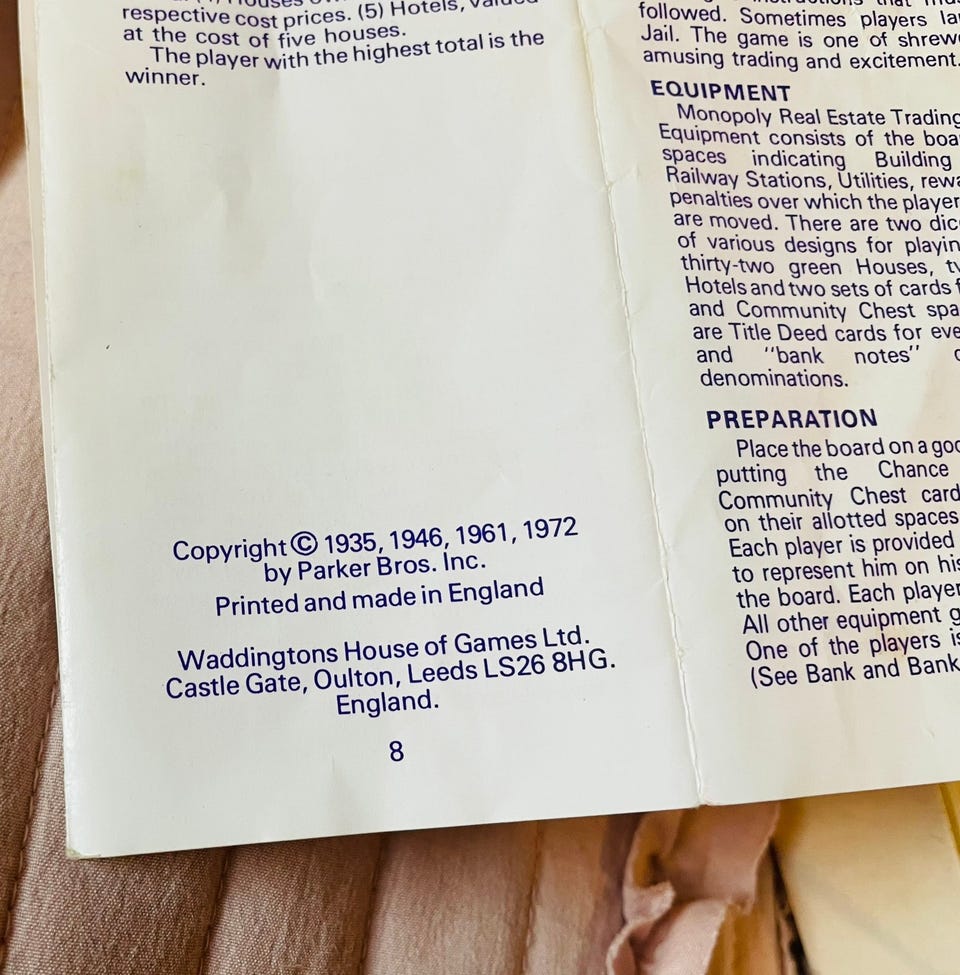 respective cost prices. (5) Hotels, valued
at the cost of five houses.
The player with the highest total is the
winner.
Copyright © 1935, 1946, 1961, 1972
by Parker Bros. Inc.
Printed and made in England
Waddingtons House of Games Ltd.
Castle Gate, Oulton, Leeds LS26 8HG.
England.
8
followed. Sometimes players
Jail. The game is one of
amusing trading and excitement.
EQUIPMENT
Monopoly Real Estate Trading
Equipment consists of the
spaces indicating Building
Railway Stations, Utilities,
penalties over which the
are moved. There are two
of various designs for
thirty-two green Houses,
Hotels and two sets of cards
and Community Chest
are Title Deed cards for
and "bank notes"
denominations.
PREPARATION
Place the board on a
putting the Chance
Community Chest
on their allotted spaces
Each player is provided
to represent him on
the board. Each player
All other equipment
One of the players
(See Bank and